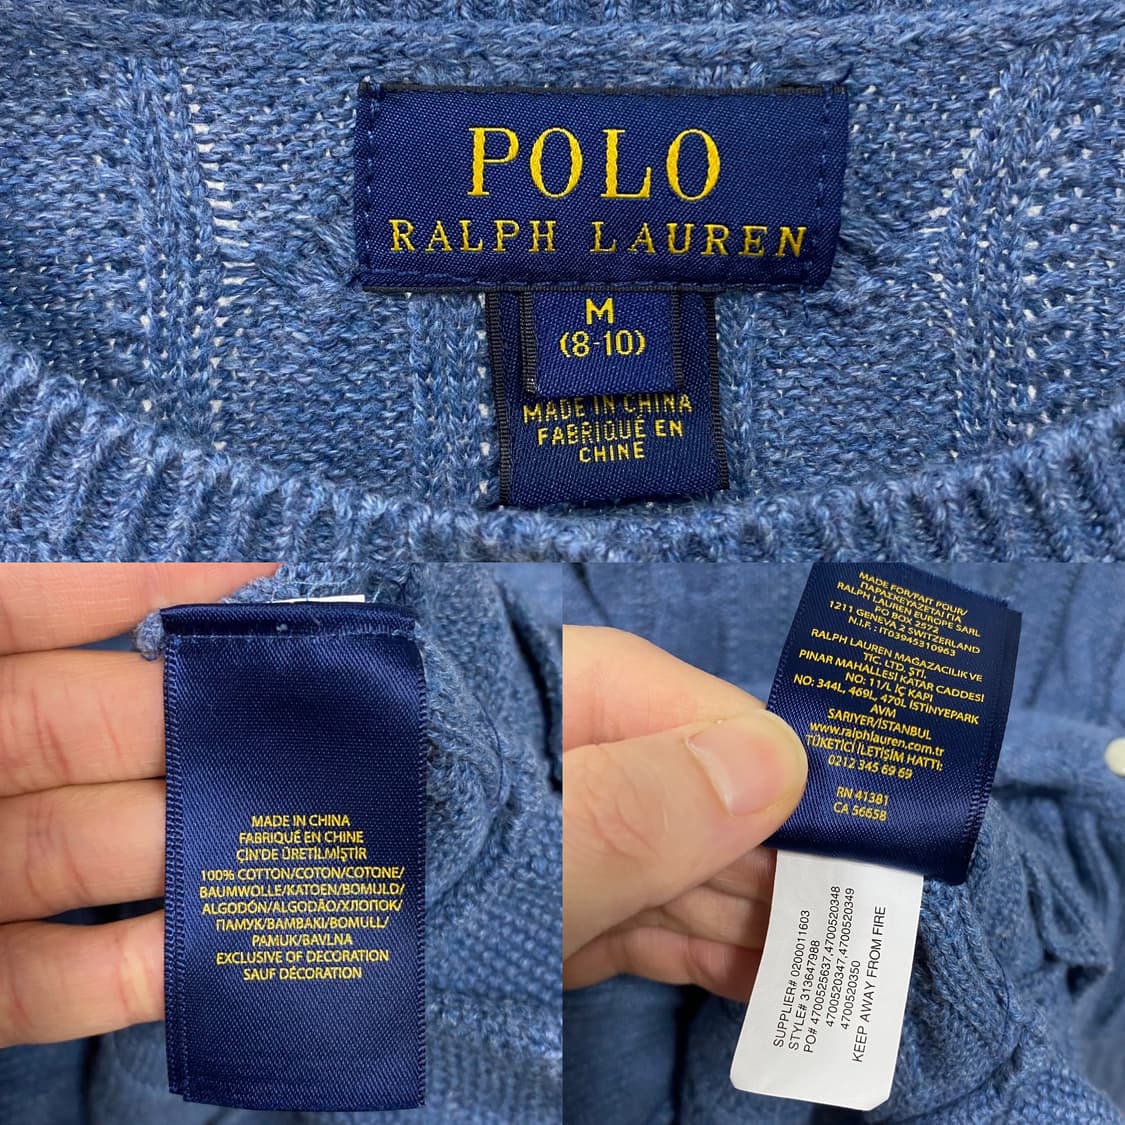 POLO
RALPH LAUREN
M
(8-10)
MADE IN CHINA
FABRIQUÉ EN
CHINE
MADE IN CHINA
FABRIQUÉ EN CHINE
ÇIN'DE ÜRETİLMİŞTİR
100% COTTON/COTON/COTONE/
BAUMWOLLE/KATOEN/BOMULD/
ALGODÓN/ALGODÃO/ХЛОПОК/
ΠΑΜΥΚ/BAMBAKI/BOMULL/
PAMUK/BAVLNA
EXCLUSIVE OF DECORATION
SAUF DÉCORATION
MADE FOR/FAIT POUR/
ΠΑΡΑΣΚΕΥΑΖΕΤΑΙ ΓΙΑ
RALPH LAUREN EUROPE SARL
PO BOX 2572
1211 GENEVA 2 SWITZERLAND
N.I.F. : IT03945310963
RALPH LAUREN MAĞAZACILIK VE
TİC. LTD. ŞTİ.
PINAR MAHALLESİ KATAR CADDESİ
NO: 11/L İÇ KAPI
NO: 344L, 469L, 470L İSTİNYEPARK
AVM
SARIYER/İSTANBUL
www.ralphlauren.com.tr
TÜKETİCİ İLETİŞİM HATTI:
0212 345 69 69
RN 41381
CA 56658
SUPPLIER# 0200011603
STYLE# 313647988
PO# 4700525637,4700520348
4700520347,4700520349
4700520350
KEEP AWAY FROM FIRE